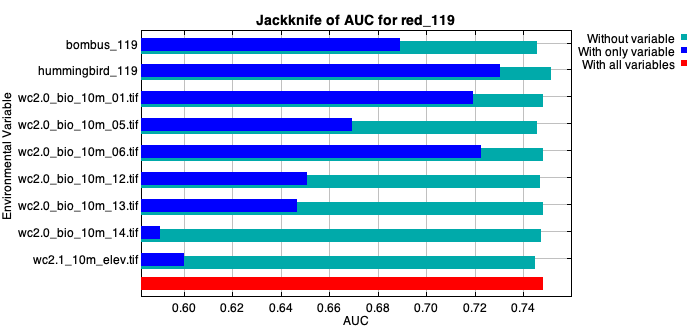 Jackknife of AUC for red_119
Without variable
With only variable
With all variables
Environmental Variable
bombus_119
hummingbird_119
wc2.0_bio_10m_01.tif
wc2.0_bio_10m_05.tif
wc2.0_bio_10m_06.tif
wc2.0_bio_10m_12.tif
wc2.0_bio_10m_13.tif
wc2.0_bio_10m_14.tif
wc2.1_10m_elev.tif
0.60 0.62 0.64 0.66 0.68 0.70 0.72 0.74
AUC